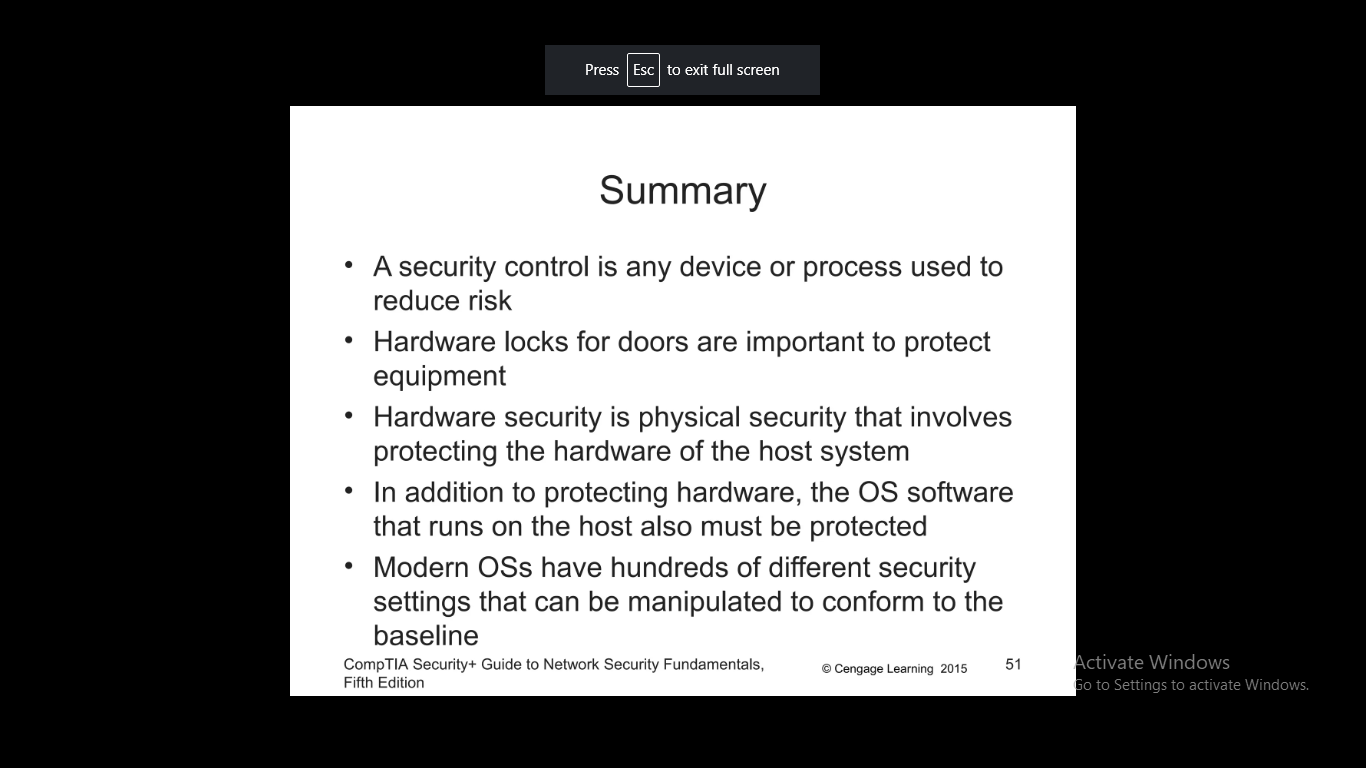 Press Esc to exit full screen
Summary
• A security control is any device or process used to
reduce risk
• Hardware locks for doors are important to protect
equipment
• Hardware security is physical security that involves
protecting the hardware of the host system
• In addition to protecting hardware, the OS software
that runs on the host also must be protected
• Modern OSs have hundreds of different security
settings that can be manipulated to conform to the
baseline
CompTIA Security+ Guide to Network Security Fundamentals,
Fifth Edition
© Cengage Learning 2015
51
Activate Windows
Go to Settings to activate Windows.